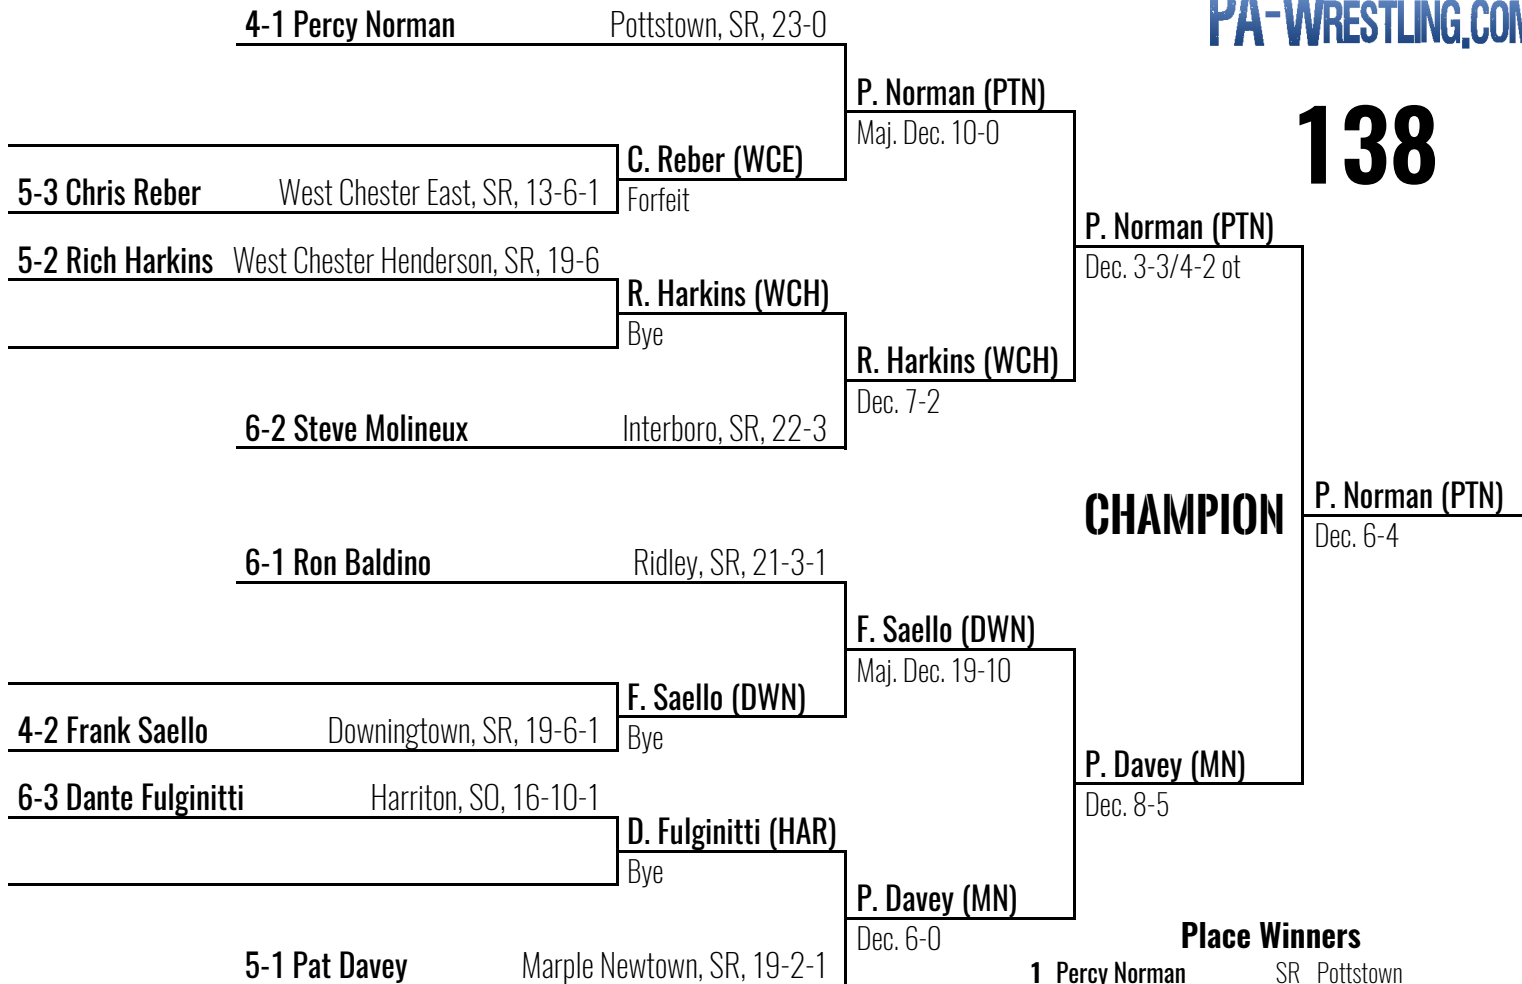 4-1 Percy Norman Pottstown, SR, 23-0
PA-WRESTLING.COM
P. Norman (PTN)
Maj. Dec. 10-0
138
C. Reber (WCE)
5-3 Chris Reber West Chester East, SR, 13-6-1
Forfeit
P. Norman (PTN)
Dec. 3-3/4-2 ot
5-2 Rich Harkins West Chester Henderson, SR, 19-6
R. Harkins (WCH)
Bye
R. Harkins (WCH)
Dec. 7-2
6-2 Steve Molineux Interboro, SR, 22-3
CHAMPION
P. Norman (PTN)
Dec. 6-4
6-1 Ron Baldino Ridley, SR, 21-3-1
F. Saello (DWN)
Maj. Dec. 19-10
F. Saello (DWN)
4-2 Frank Saello Downingtown, SR, 19-6-1
Bye
P. Davey (MN)
Dec. 8-5
6-3 Dante Fulginitti Harriton, SO, 16-10-1
D. Fulginitti (HAR)
Bye
P. Davey (MN)
Dec. 6-0
5-1 Pat Davey Marple Newtown, SR, 19-2-1
Place Winners
1 Percy Norman SR Pottstown